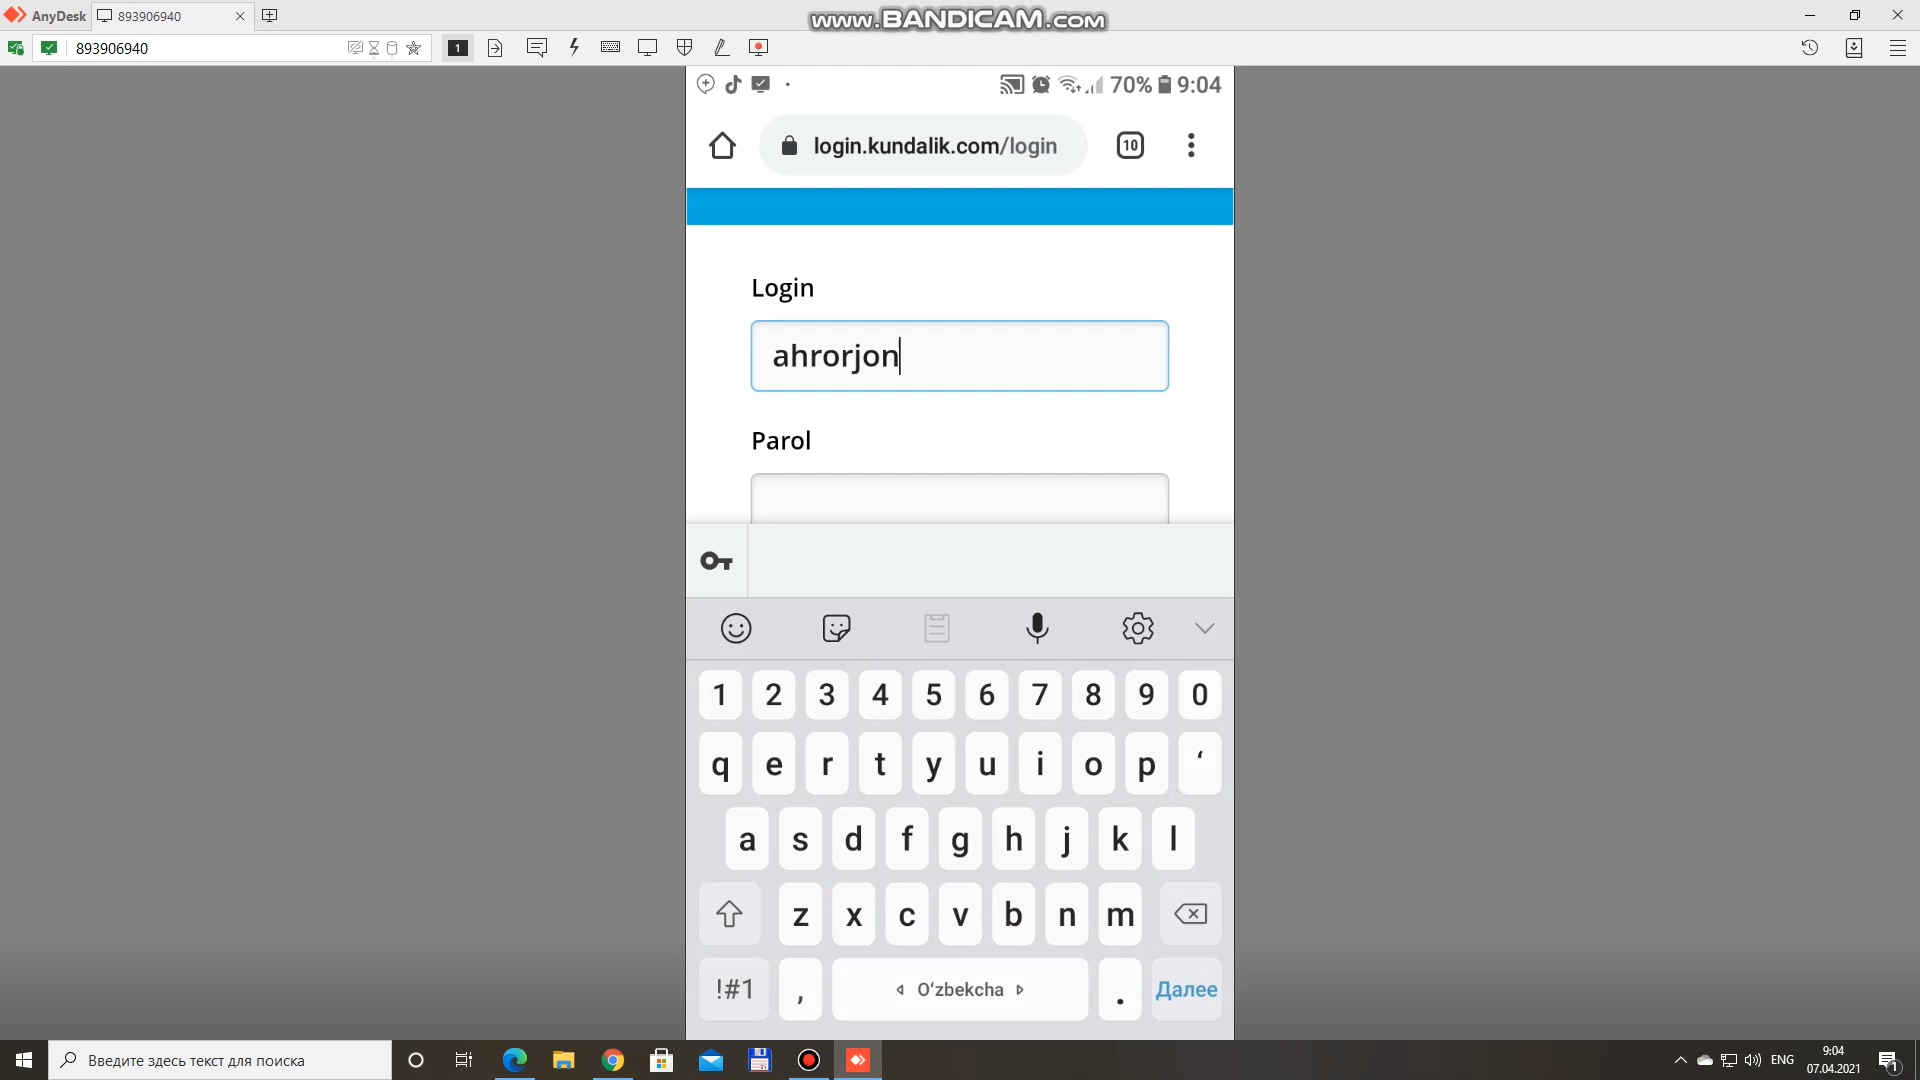 AnyDesk
893906940
www.BANDICAM.com
893906940
1
70% 9:04
login.kundalik.com/login
10
Login
ahrorjon
Parol
1 2 3 4 5 6 7 8 9 0
q e r t y u i o p ‘
a s d f g h j k l
z x c v b n m
!#1 , O‘zbekcha . Далее
Введите здесь текст для поиска
ENG
9:04
07.04.2021
1